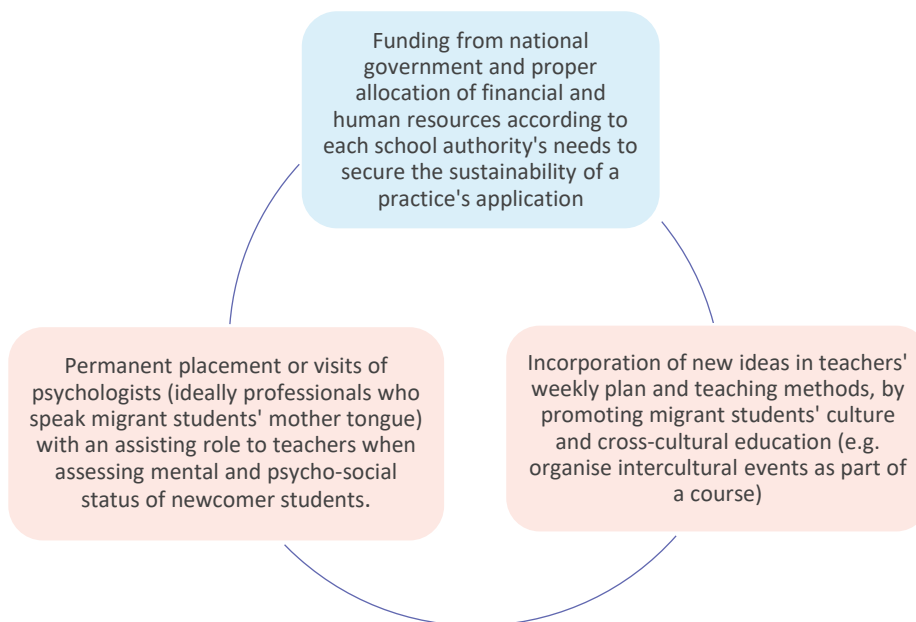 Funding from national
government and proper
allocation of financial and
human resources according to
each school authority's needs to
secure the sustainability of a
practice's application
Permanent placement or visits of
psychologists (ideally professionals who
speak migrant students' mother tongue)
with an assisting role to teachers when
assessing mental and psycho-social
status of newcomer students.
Incorporation of new ideas in teachers'
weekly plan and teaching methods, by
promoting migrant students' culture
and cross-cultural education (e.g.
organise intercultural events as part of
a course)